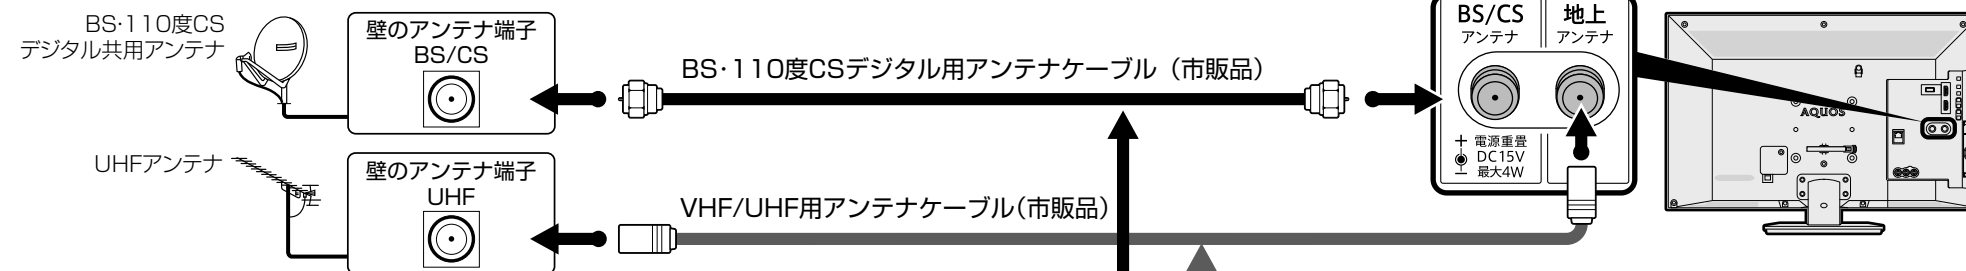 BS・110度CS
デジタル共用アンテナ
壁のアンテナ端子
BS/CS
BS・110度CSデジタル用アンテナケーブル（市販品）
BS/CS
アンテナ
地上
アンテナ
＋ 電源重畳
DC15V
－ 最大4W
AQUOS
UHFアンテナ
壁のアンテナ端子
UHF
VHF/UHF用アンテナケーブル（市販品）